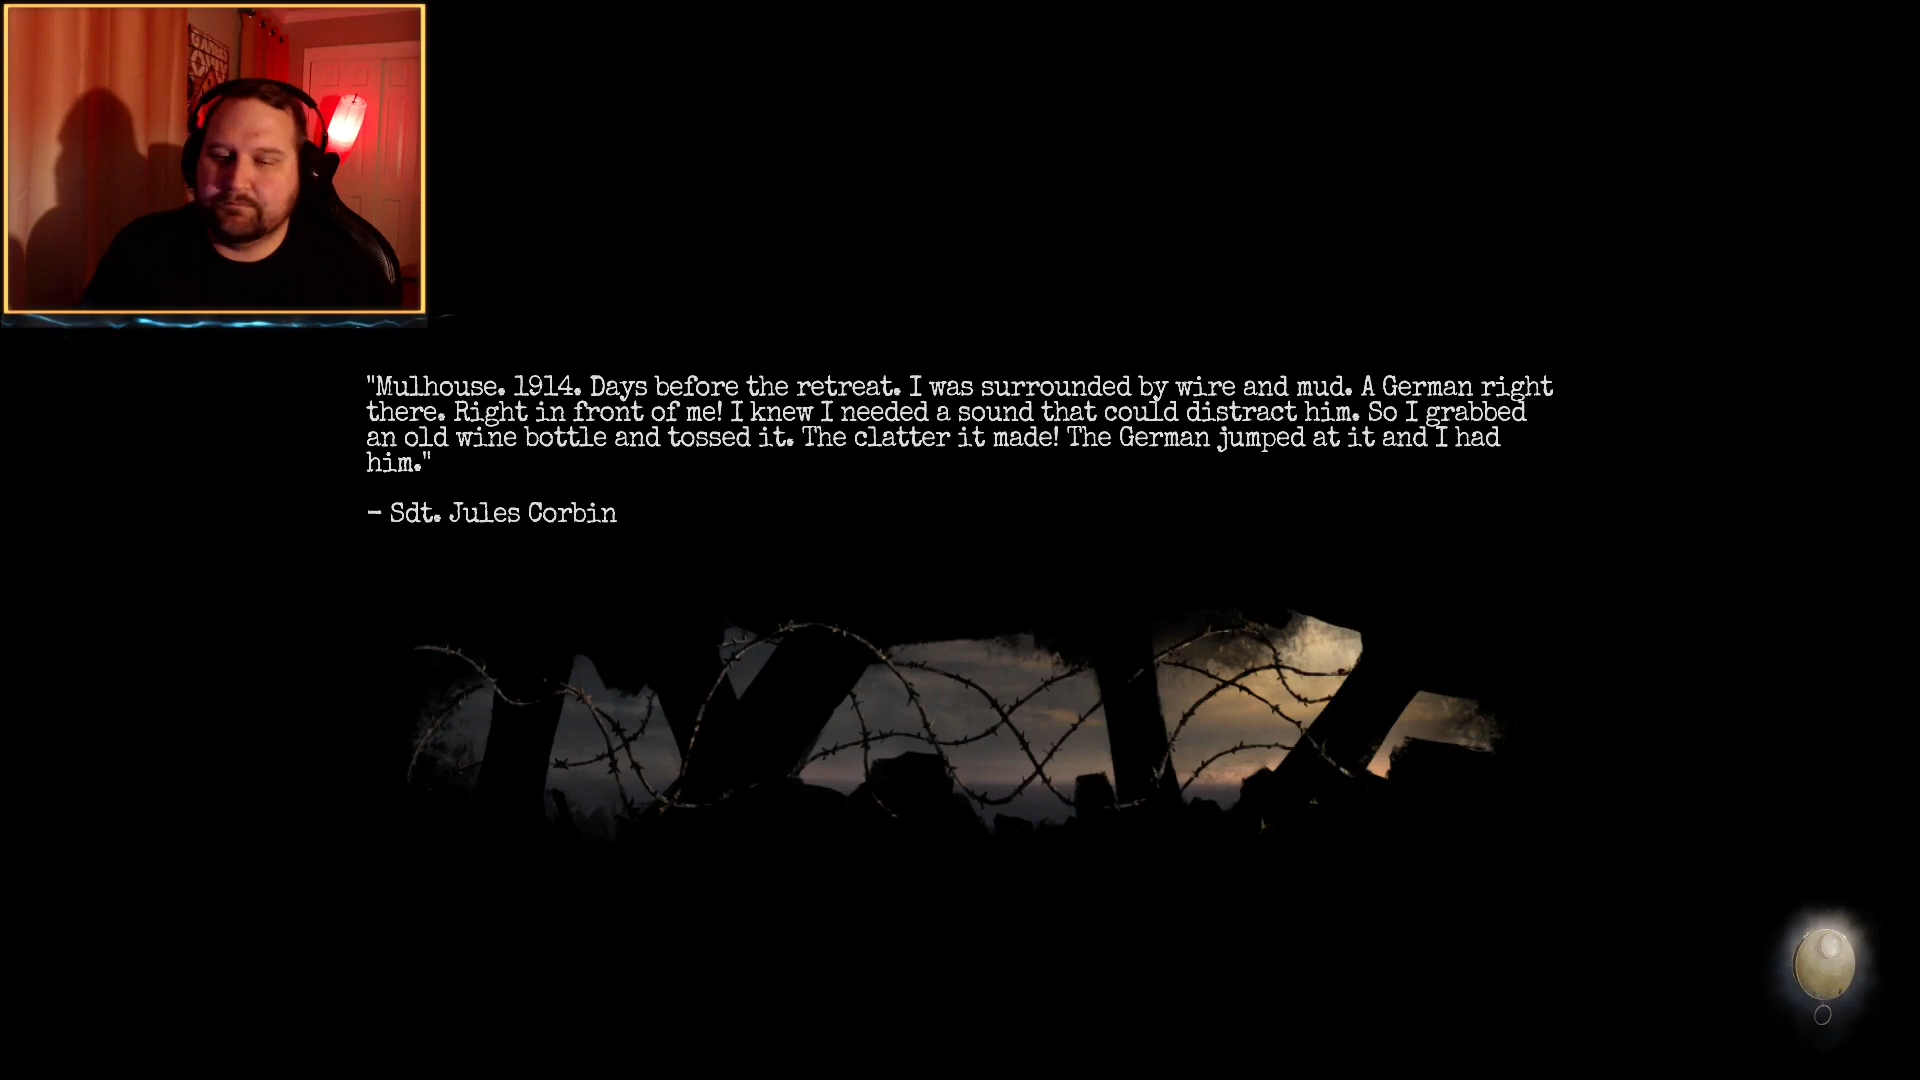 GAME
ON
"Mulhouse. 1914. Days before the retreat. I was surrounded by wire and mud. A German right
there. Right in front of me! I knew I needed a sound that could distract him. So I grabbed
an old wine bottle and tossed it. The clatter it made! The German jumped at it and I had
him."
- Sdt. Jules Corbin